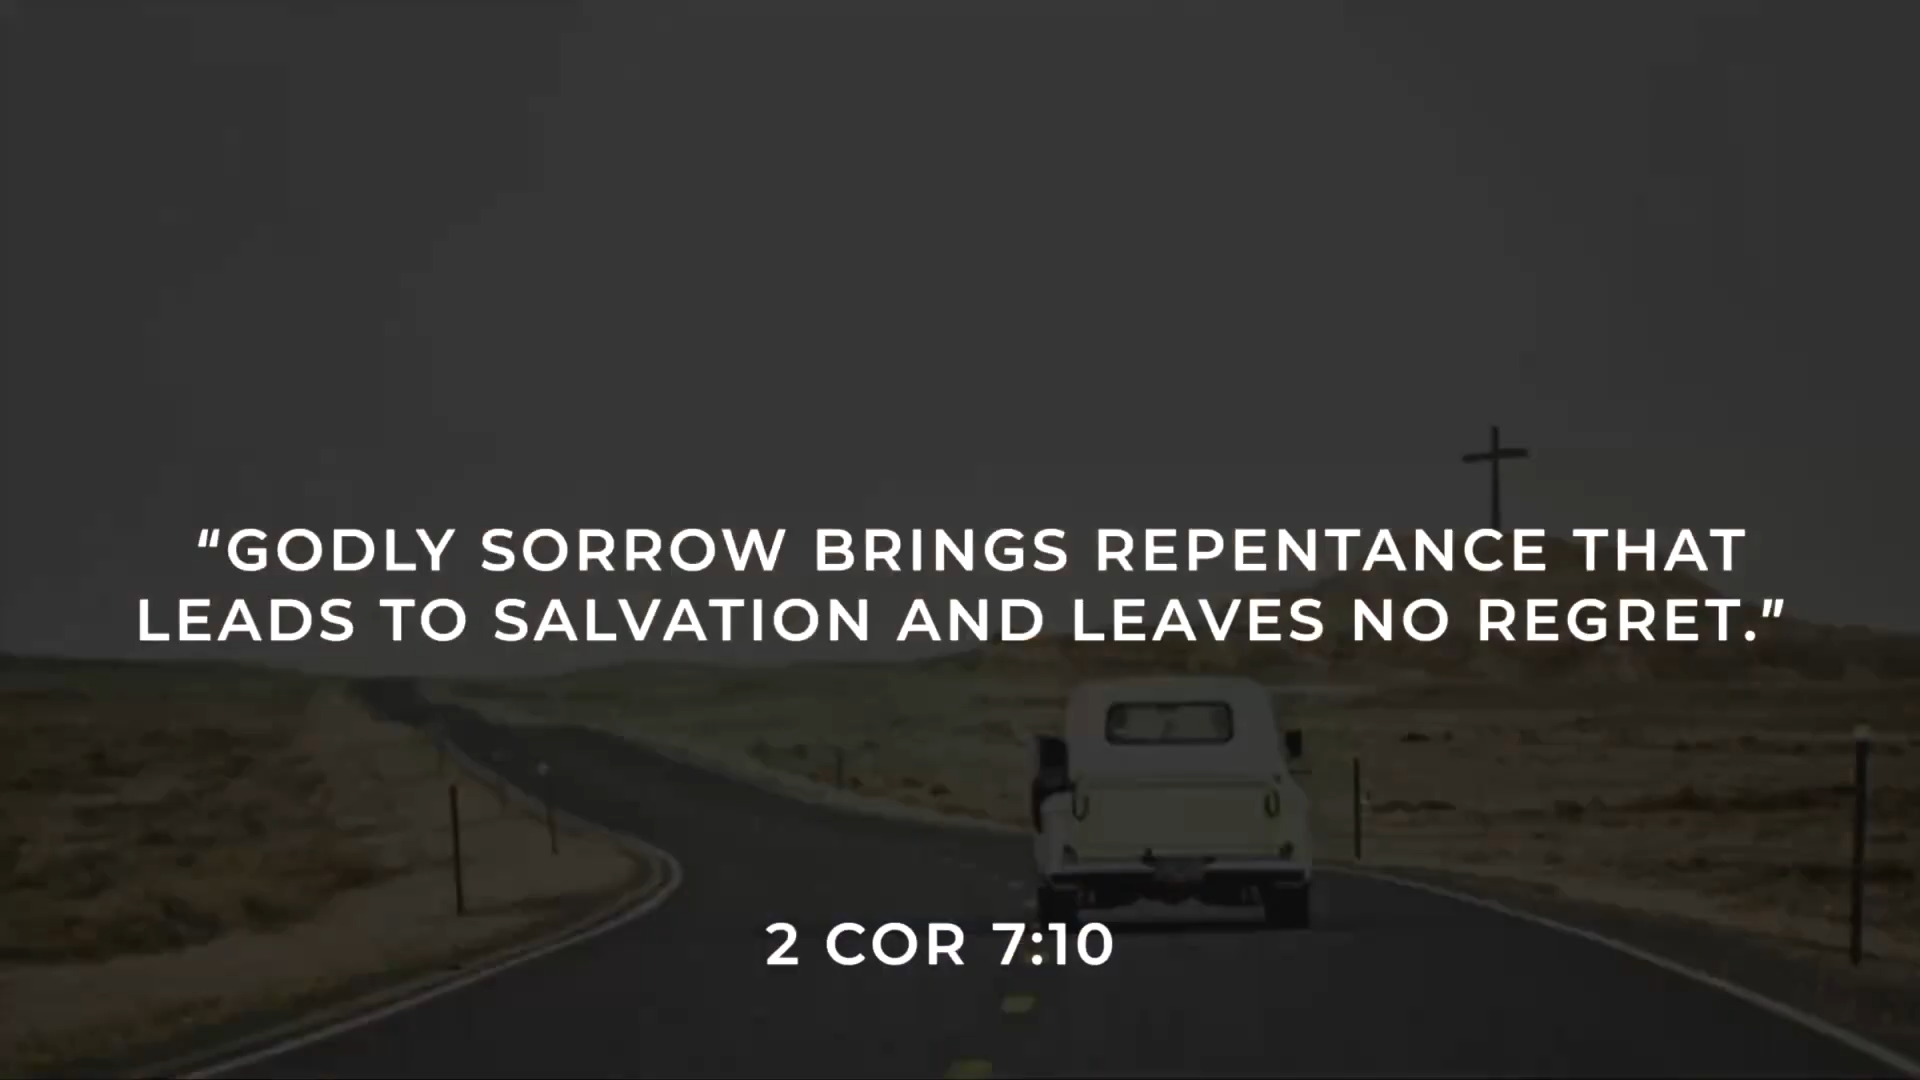 “GODLY SORROW BRINGS REPENTANCE THAT
LEADS TO SALVATION AND LEAVES NO REGRET.”
2 COR 7:10